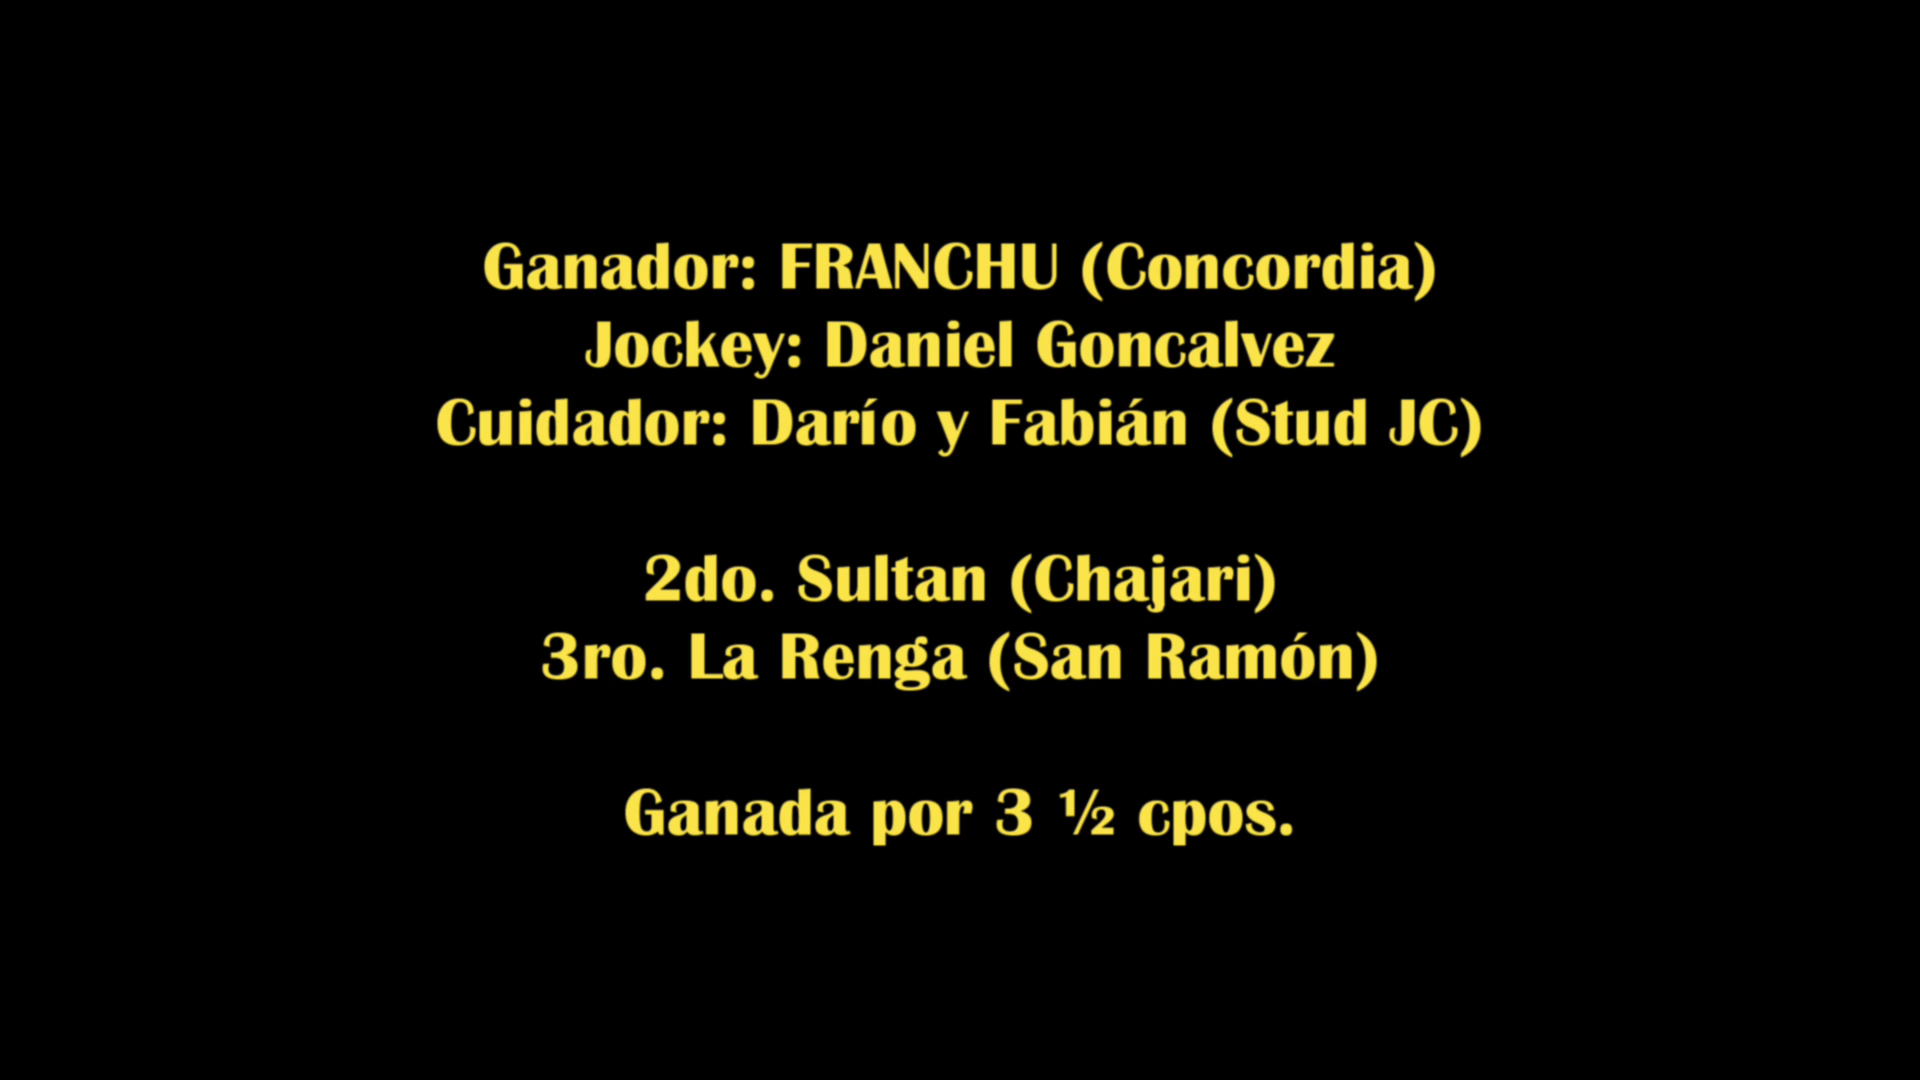 Ganador: FRANCHU (Concordia)
Jockey: Daniel Goncalvez
Cuidador: Darío y Fabián (Stud JC)
2do. Sultan (Chajari)
3ro. La Renga (San Ramón)
Ganada por 3 ½ cpos.